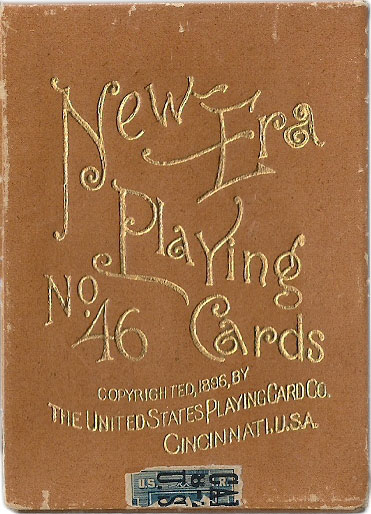 New Era
Playing
No. 46 Cards
COPYRIGHTED, 1896, BY
THE UNITED STATES PLAYING CARD CO.
CINCINNATI, U.S.A.
U.S.